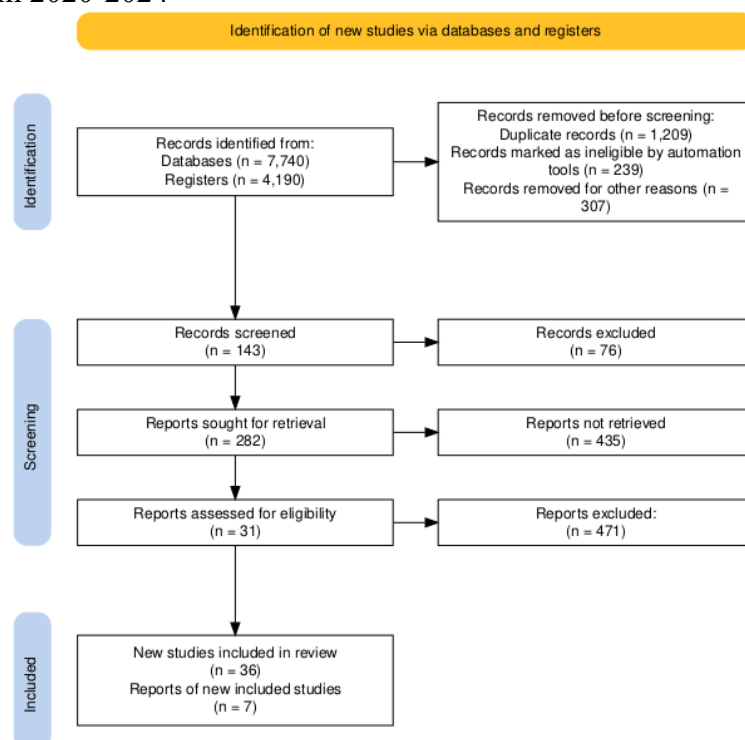 Identification of new studies via databases and registers
Identification
Records identified from:
Databases (n = 7,740)
Registers (n = 4,190)
Records removed before screening:
Duplicate records (n = 1,209)
Records marked as ineligible by automation
tools (n = 239)
Records removed for other reasons (n =
307)
Screening
Records screened
(n = 143)
Records excluded
(n = 76)
Reports sought for retrieval
(n = 282)
Reports not retrieved
(n = 435)
Reports assessed for eligibility
(n = 31)
Reports excluded:
(n = 471)
Included
New studies included in review
(n = 36)
Reports of new included studies
(n = 7)